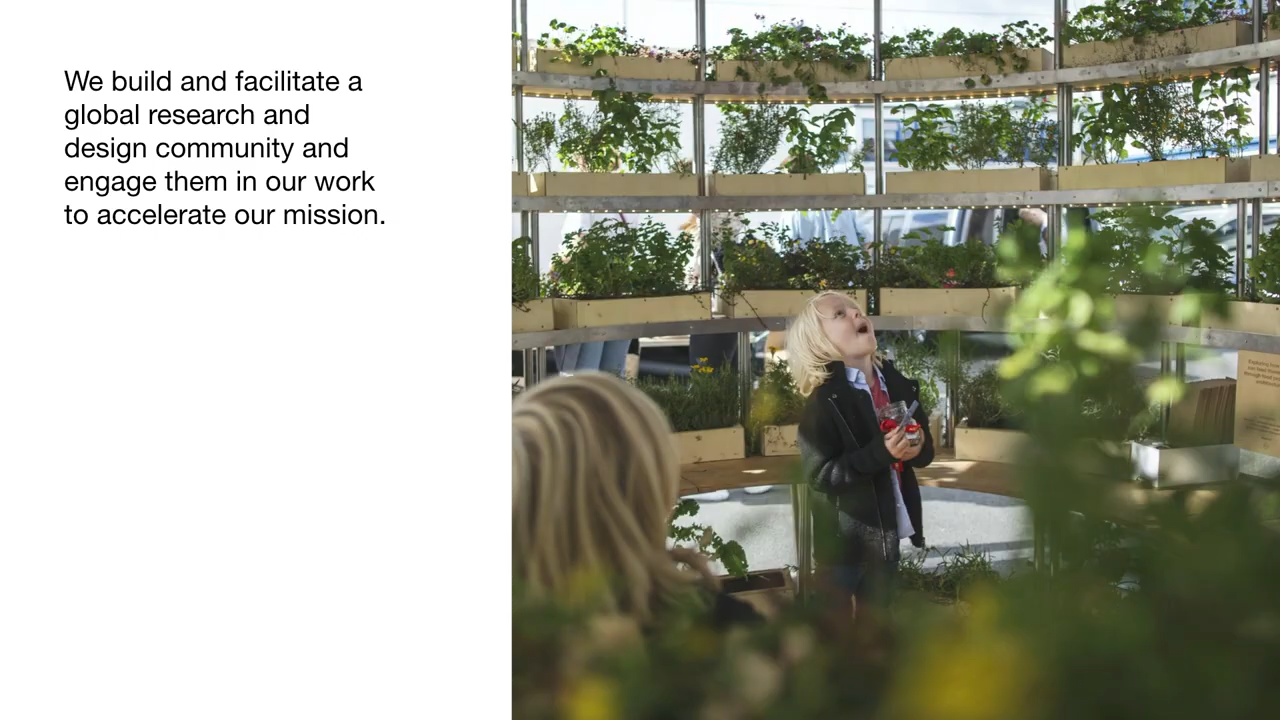 We build and facilitate a
global research and
design community and
engage them in our work
to accelerate our mission.